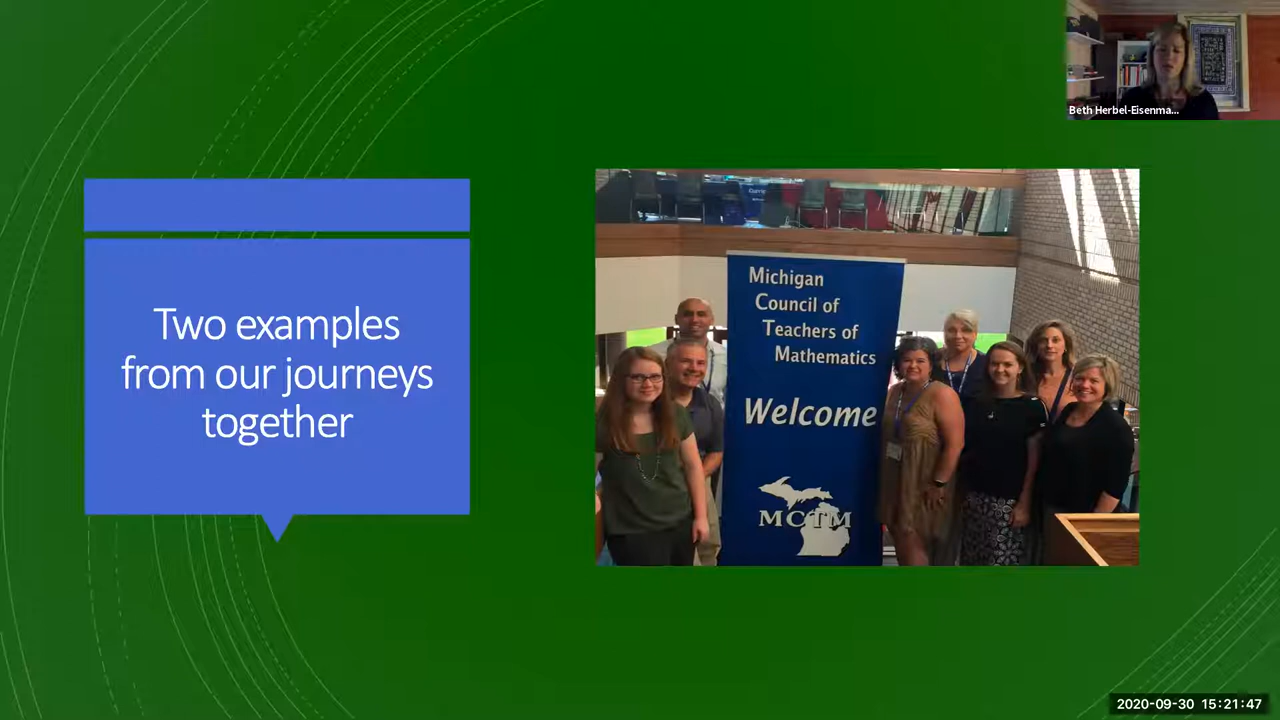 Beth Herbel-Eisenma...
Two examples
from our journeys
together
Michigan
Council of
Teachers of
Mathematics
Welcome
MCTM
2020-09-30 15:21:47